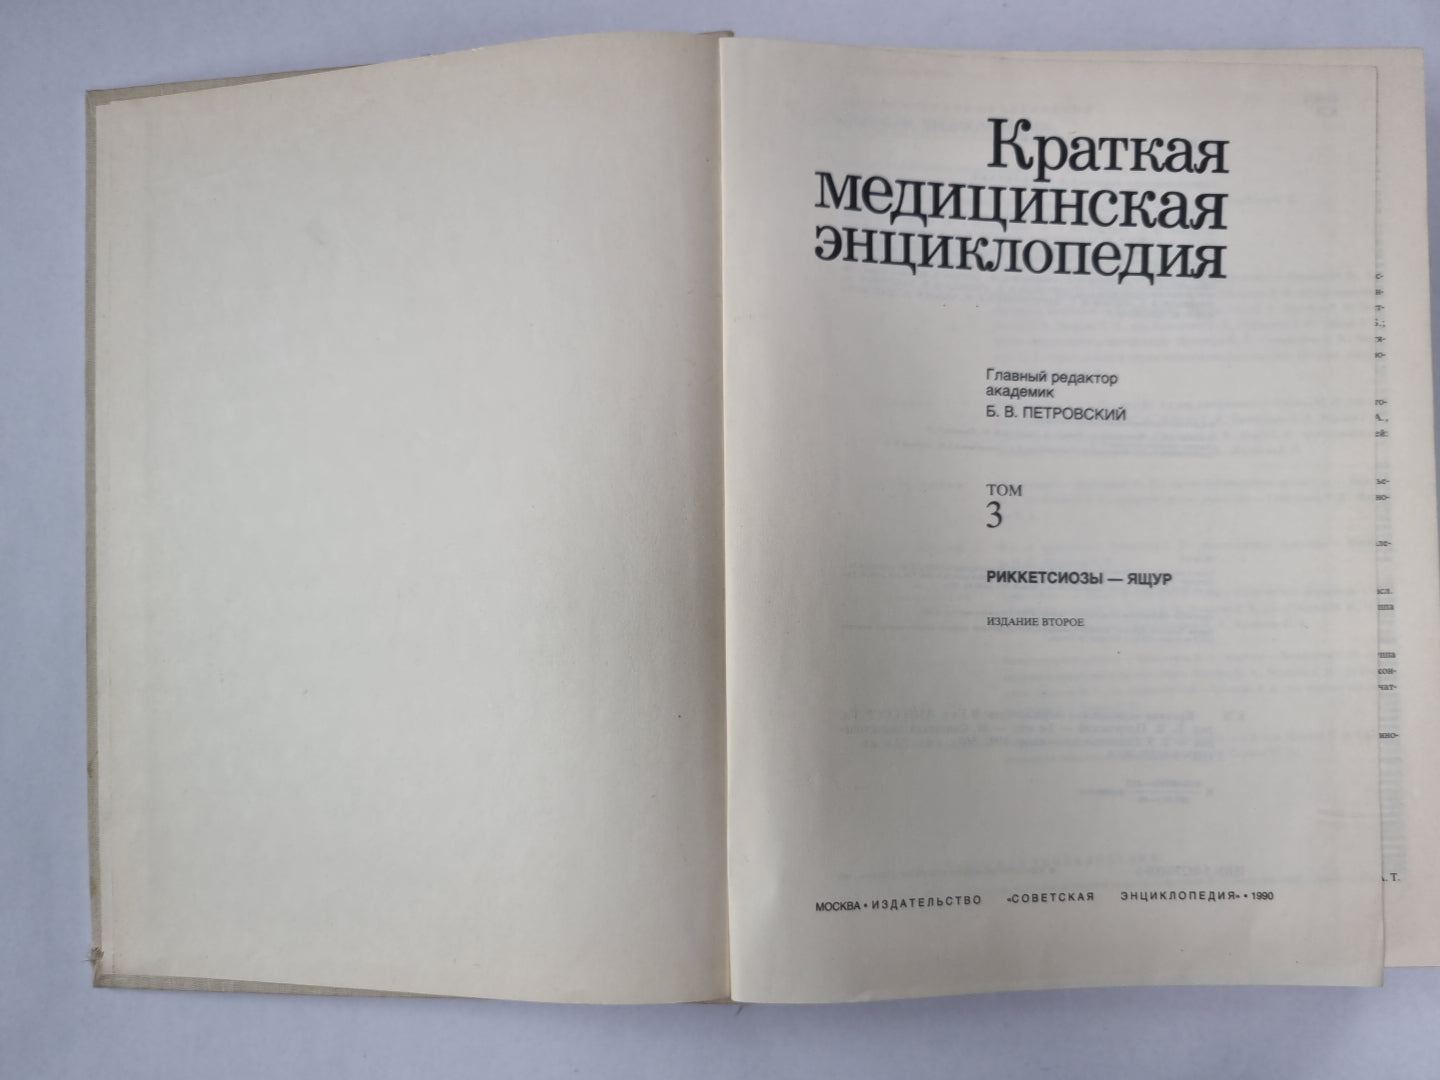 Краткая
медицинская
энциклопедия
Главный редактор
академик
Б. В. ПЕТРОВСКИЙ
ТОМ
3
РИККЕТСИОЗЫ — ЯЩУР
ИЗДАНИЕ ВТОРОЕ
МОСКВА • ИЗДАТЕЛЬСТВО «СОВЕТСКАЯ ЭНЦИКЛОПЕДИЯ» • 1990